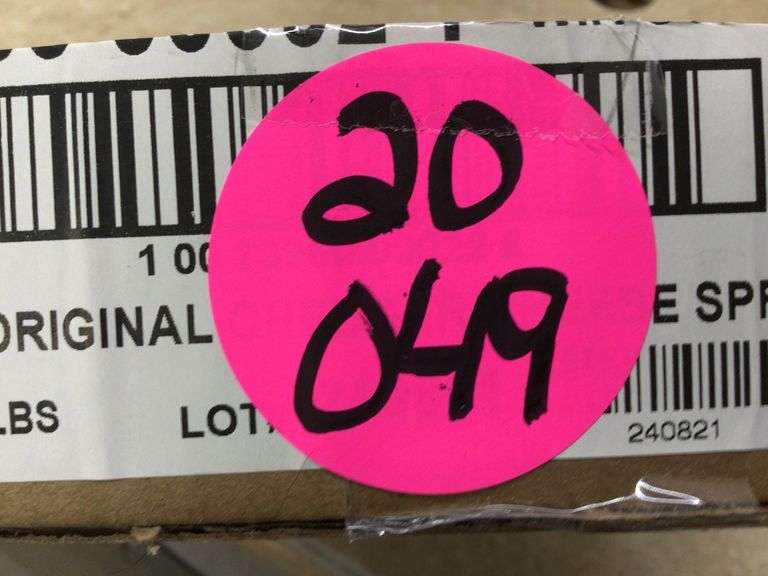 20
049
1 00
ORIGINAL E SPR
LBS LOT
240821